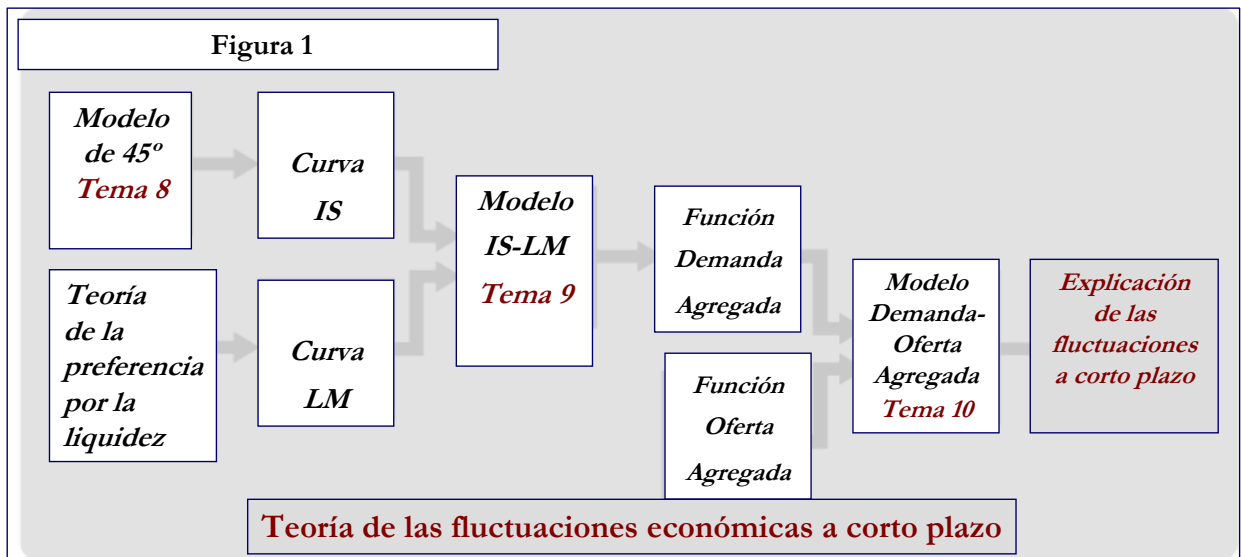 Figura 1
Modelo
de 45º
Tema 8
Curva
IS
Teoría
de la
preferencia
por la
liquidez
Curva
LM
Modelo
IS-LM
Tema 9
Función
Demanda
Agregada
Función
Oferta
Agregada
Modelo
Demanda-
Oferta
Agregada
Tema 10
Explicación
de las
fluctuaciones
a corto plazo
Teoría de las fluctuaciones económicas a corto plazo